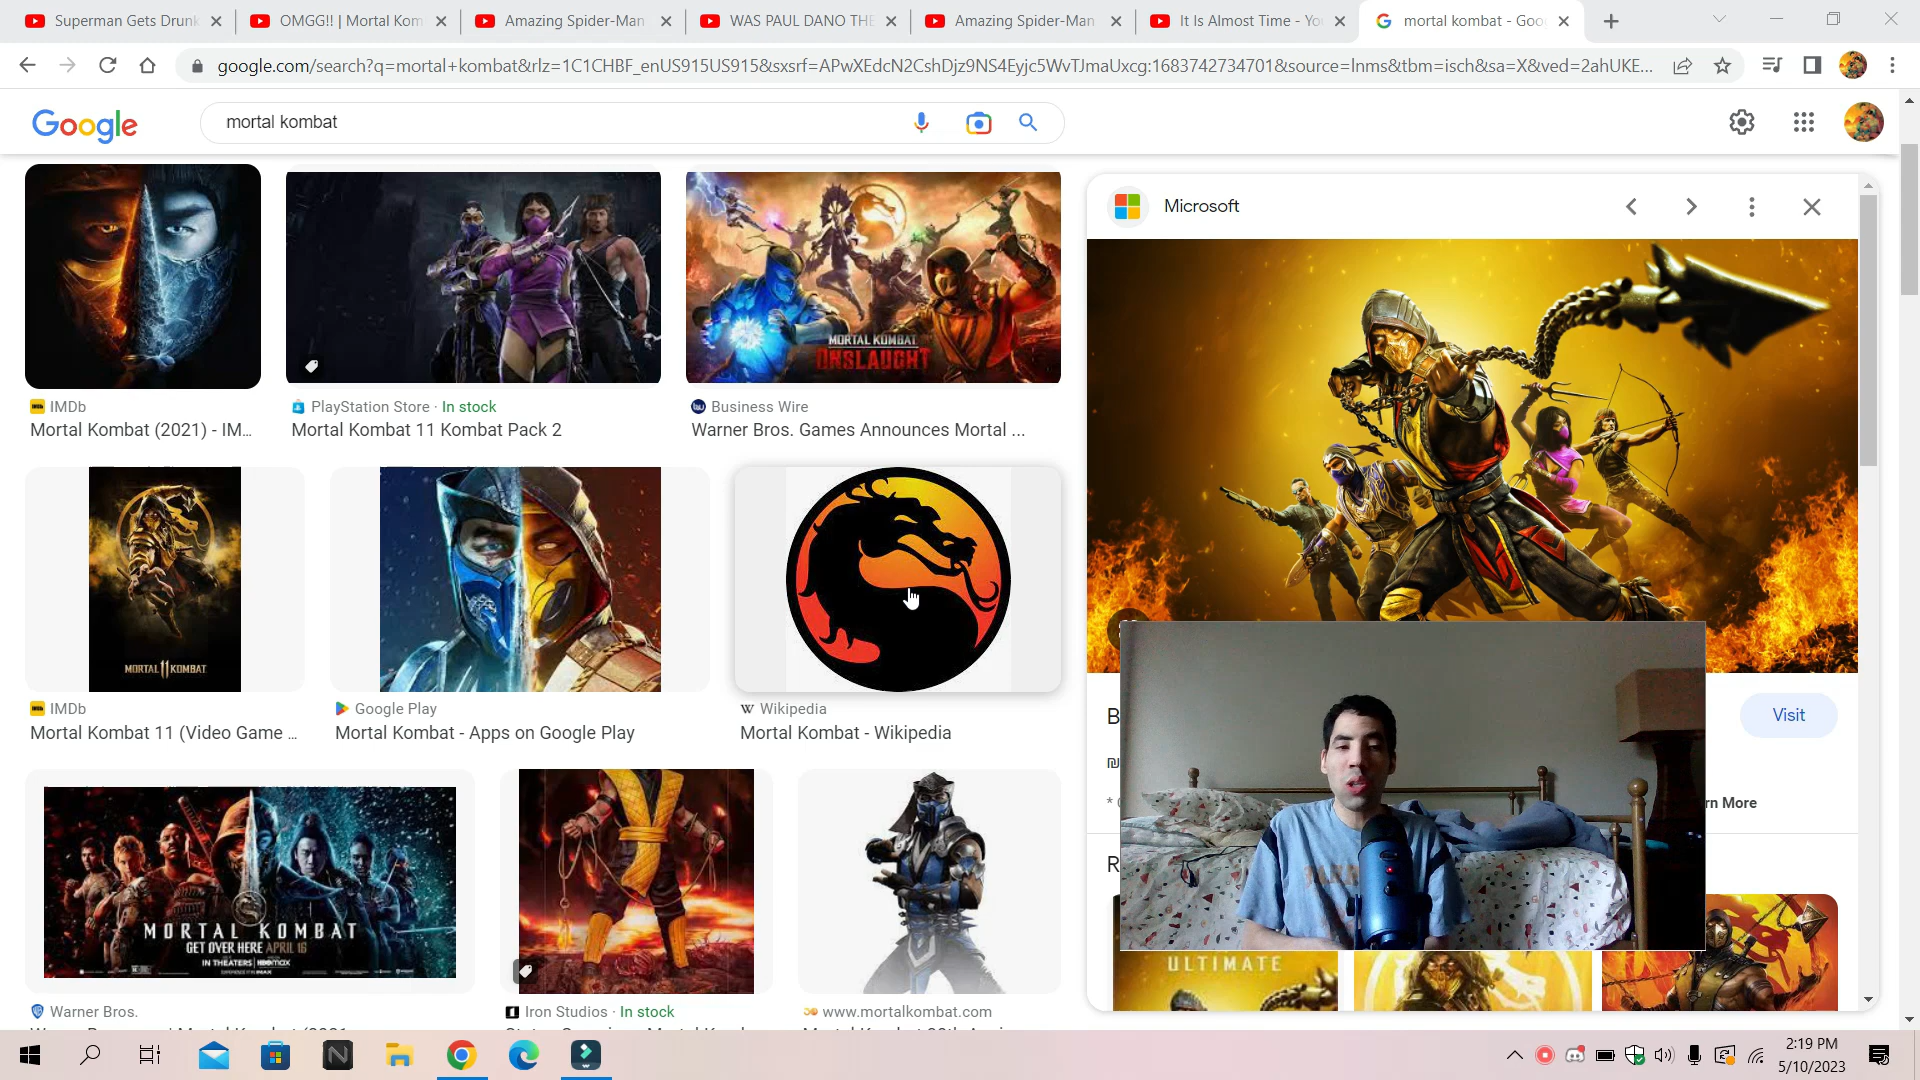 Superman Gets Drunk
OMGG!! | Mortal Kom
Amazing Spider-Man
WAS PAUL DANO THE
Amazing Spider-Man
It Is Almost Time - Yo
mortal kombat - Goo
google.com/search?q=mortal+kombat&rlz=1C1CHBF_enUS915US915&sxsrf=APwXEdcN2CshDjz9NS4Eyjc5WvTJmaUxcg:1683742734701&source=lnms&tbm=isch&sa=X&ved=2ahUKE...
Google
mortal kombat
MORTAL KOMBAT
ONSLAUGHT
IMDb
Mortal Kombat (2021) - IM...
PlayStation Store · In stock
Mortal Kombat 11 Kombat Pack 2
Business Wire
Warner Bros. Games Announces Mortal ...
Microsoft
MORTAL 11 KOMBAT
IMDb
Mortal Kombat 11 (Video Game ...
Google Play
Mortal Kombat - Apps on Google Play
W Wikipedia
Mortal Kombat - Wikipedia
Visit
rn More
MORTAL KOMBAT
GET OVER HERE APRIL 16
IN THEATERS | HBOmax
Warner Bros.
Iron Studios · In stock
www.mortalkombat.com
ULTIMATE
2:19 PM
5/10/2023